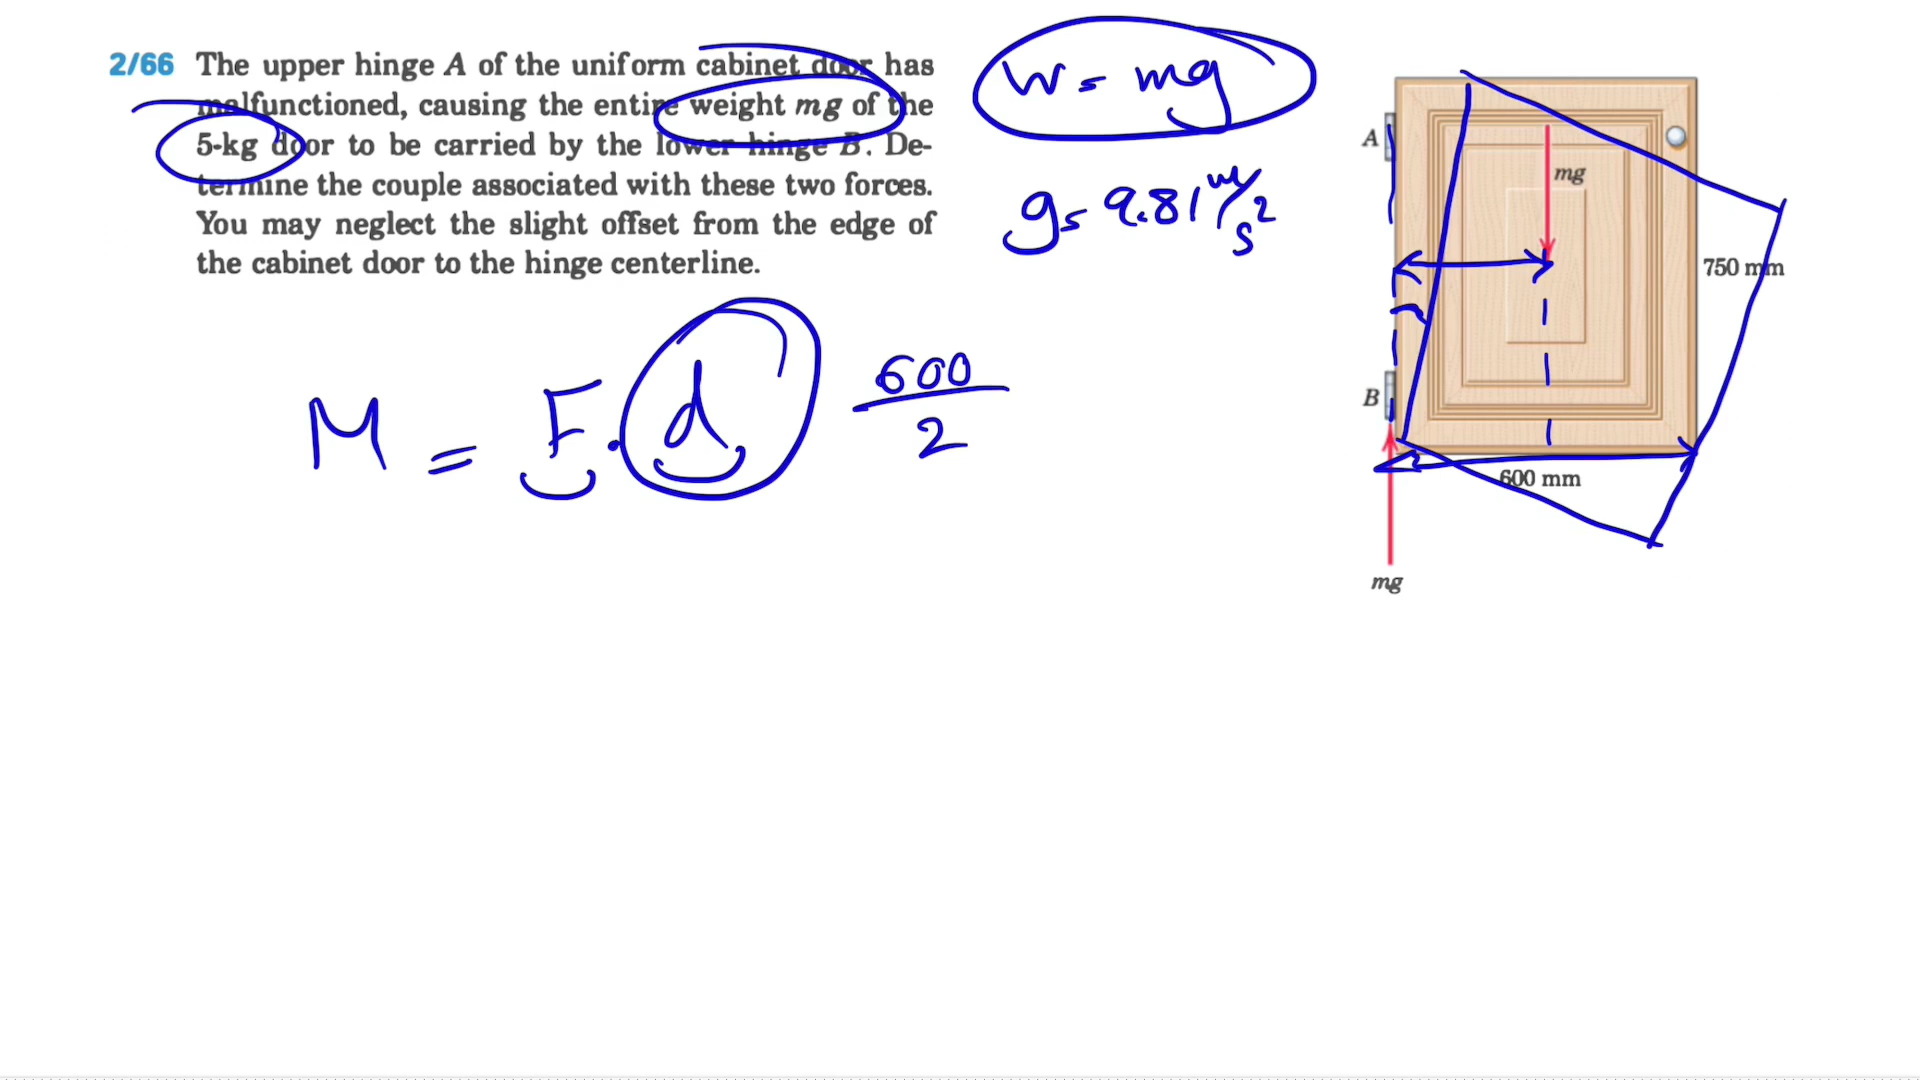 2/66 The upper hinge A of the uniform cabinet door has
malfunctioned, causing the entire weight mg of the
5-kg door to be carried by the lower hinge B. De-
termine the couple associated with these two forces.
You may neglect the slight offset from the edge of
the cabinet door to the hinge centerline.
W = mg
g = 9.81 m/s²
M = F . d
600
2
A
mg
750 mm
B
600 mm
mg